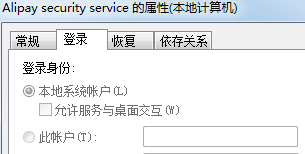 Alipay security service 的属性(本地计算机)
常规 登录 恢复 依存关系
登录身份:
本地系统帐户(L)
允许服务与桌面交互(W)
此帐户(T):